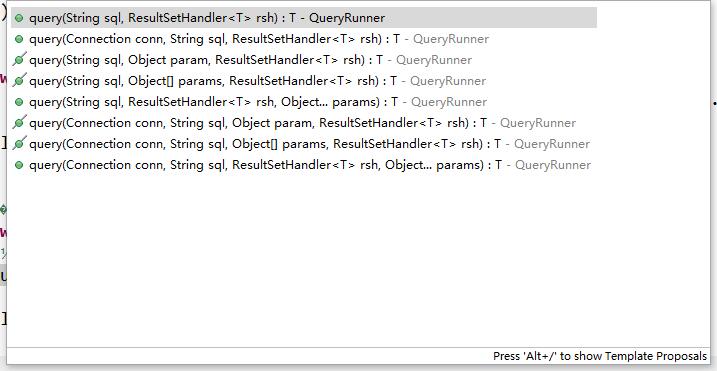 query(String sql, ResultSetHandler<T> rsh) : T - QueryRunner
query(Connection conn, String sql, ResultSetHandler<T> rsh) : T - QueryRunner
query(String sql, Object param, ResultSetHandler<T> rsh) : T - QueryRunner
query(String sql, Object[] params, ResultSetHandler<T> rsh) : T - QueryRunner
query(String sql, ResultSetHandler<T> rsh, Object... params) : T - QueryRunner
query(Connection conn, String sql, Object param, ResultSetHandler<T> rsh) : T - QueryRunner
query(Connection conn, String sql, Object[] params, ResultSetHandler<T> rsh) : T - QueryRunner
query(Connection conn, String sql, ResultSetHandler<T> rsh, Object... params) : T - QueryRunner
Press 'Alt+/' to show Template Proposals